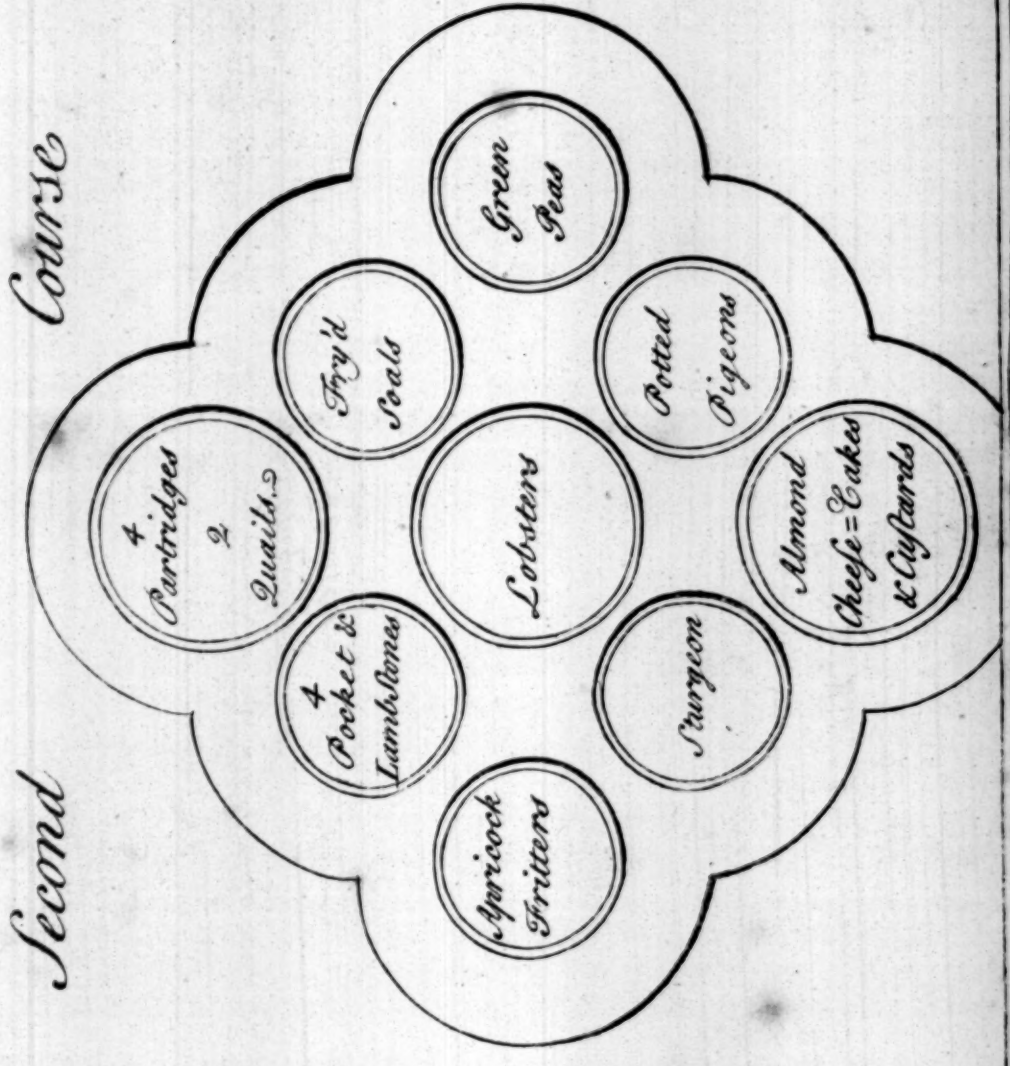 Second Course
4
Partridges
2
Quails
4
Pocket &
Lambſtones
Fry'd
Soals
Apricock
Fritters
Lobsters
Green
Peas
Sturgeon
Potted
Pigeons
Almond
Cheeſe=Cakes
& Cuſtards